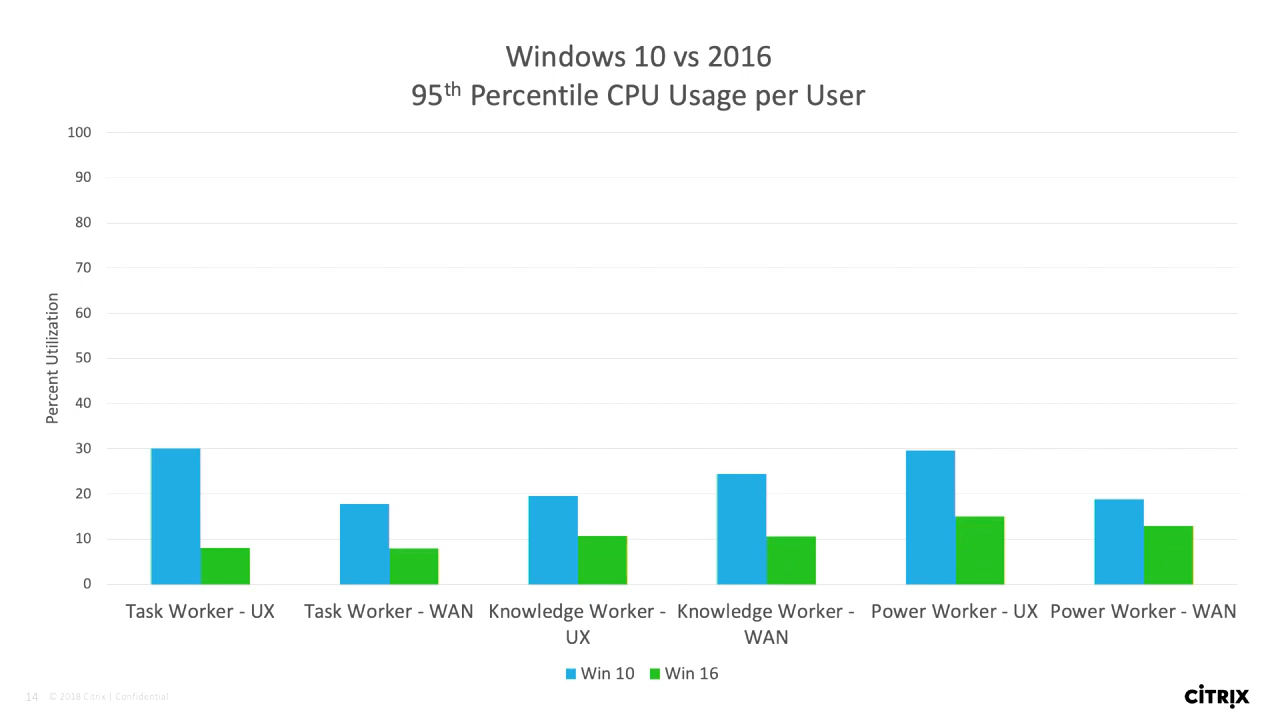 Windows 10 vs 2016
95th Percentile CPU Usage per User
100
90
80
70
60
50
40
30
20
10
0
Percent Utilization
Task Worker - UX
Task Worker - WAN
Knowledge Worker -
UX
Knowledge Worker -
WAN
Power Worker - UX
Power Worker - WAN
Win 10
Win 16
14
© 2018 Citrix | Confidential
CITRIX